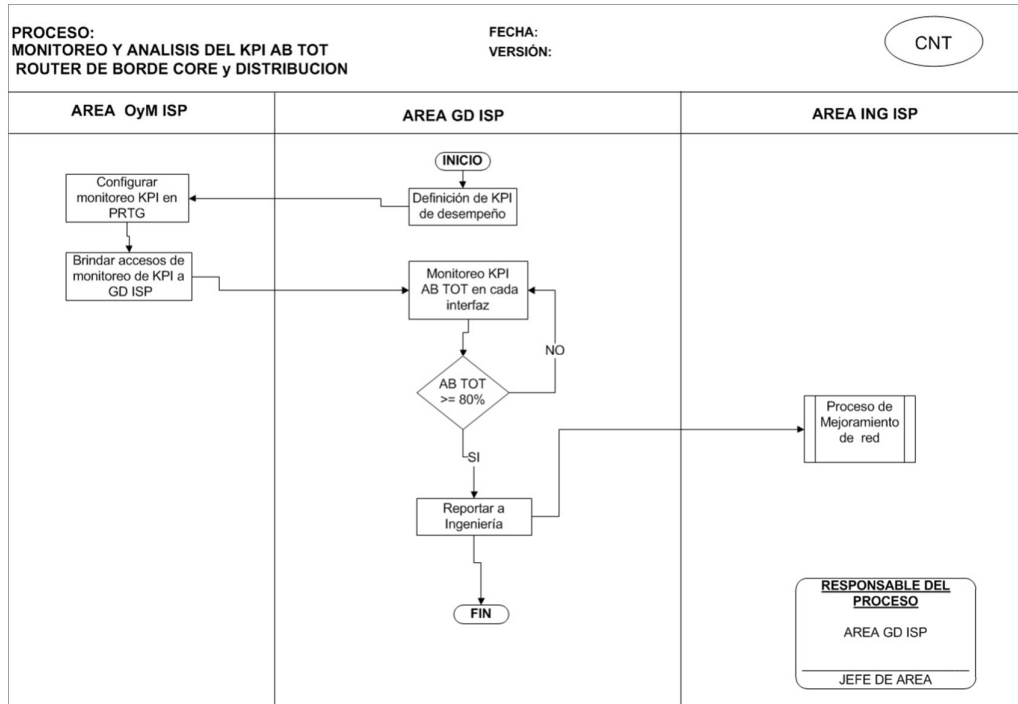 PROCESO:
MONITOREO Y ANALISIS DEL KPI AB TOT
ROUTER DE BORDE CORE y DISTRIBUCION
FECHA:
VERSIÓN:
CNT
AREA OyM ISP
AREA GD ISP
AREA ING ISP
INICIO
Definición de KPI
de desempeño
Configurar
monitoreo KPI en
PRTG
Brindar accesos de
monitoreo de KPI a
GD ISP
Monitoreo KPI
AB TOT en cada
interfaz
NO
AB TOT
>= 80%
SI
Reportar a
Ingeniería
FIN
Proceso de
Mejoramiento
de red
RESPONSABLE DEL
PROCESO
AREA GD ISP
JEFE DE AREA